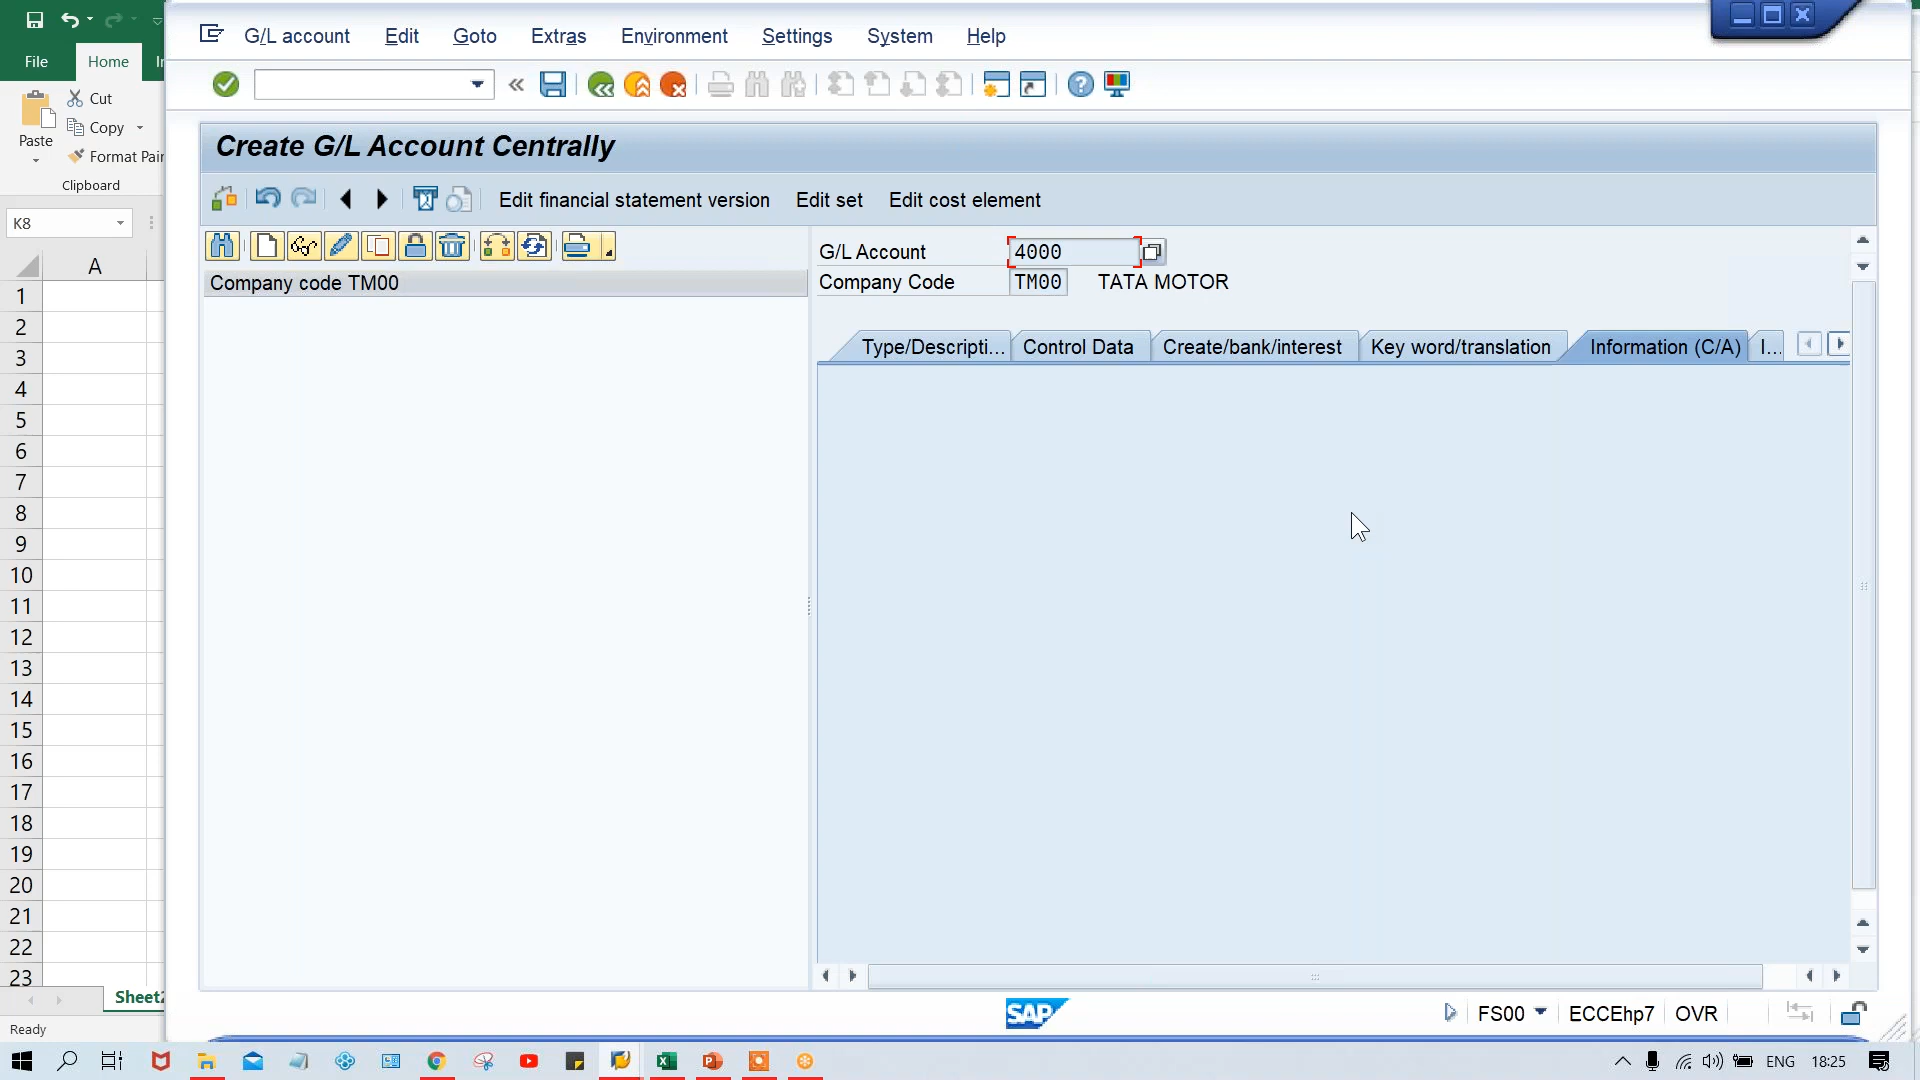 G/L account Edit Goto Extras Environment Settings System Help
File Home
Cut
Copy
Paste
Format Pai
Clipboard
Create G/L Account Centrally
Edit financial statement version Edit set Edit cost element
K8
G/L Account 4000
Company code TM00
Company Code TM00 TATA MOTOR
A
Type/Descripti... Control Data Create/bank/interest Key word/translation Information (C/A) I...
1
2
3
4
5
6
7
8
9
10
11
12
13
14
15
16
17
18
19
20
21
22
23
Sheet2
Ready
SAP
FS00 ECCEhp7 OVR
ENG 18:25